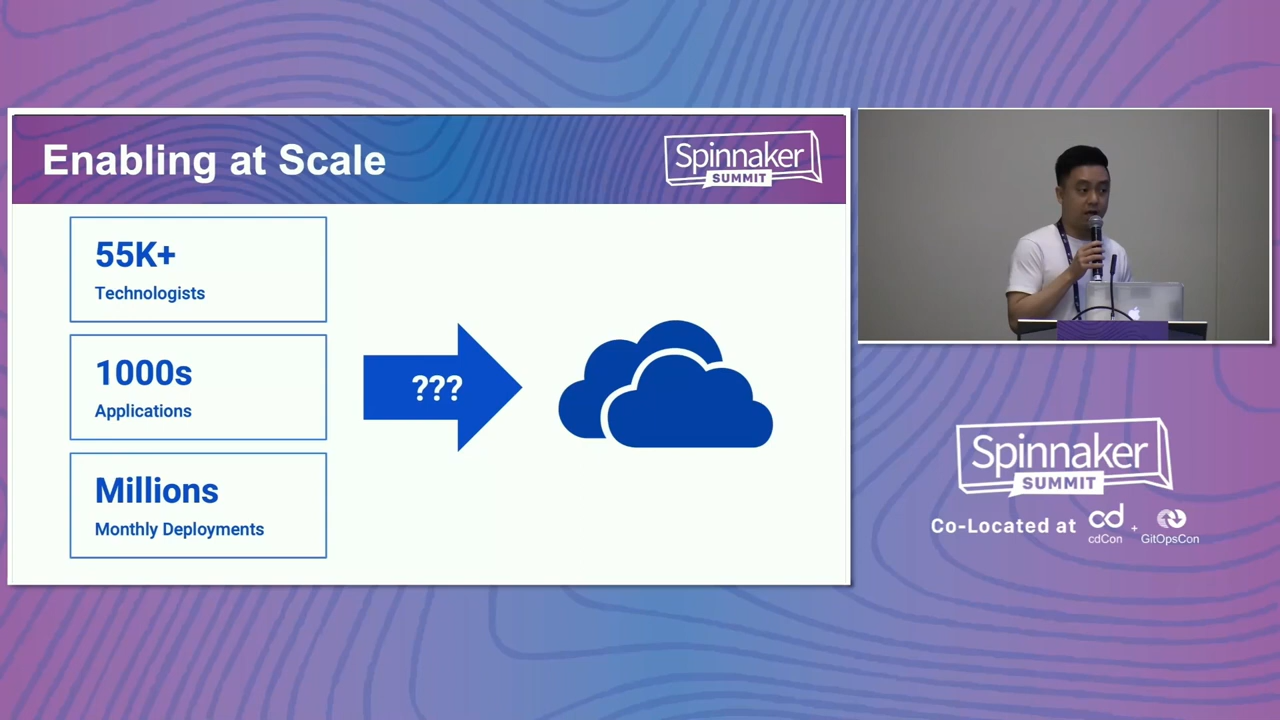 Enabling at Scale
Spinnaker
SUMMIT
55K+
Technologists
1000s
Applications
Millions
Monthly Deployments
???
Spinnaker
SUMMIT
Co-Located at
cd
cdCon
+
GitOpsCon